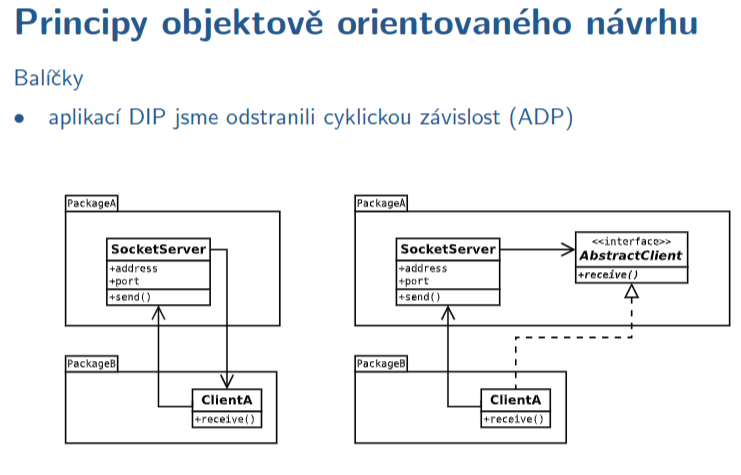 Principy objektově orientovaného návrhu
Balíčky
• aplikací DIP jsme odstranili cyklickou závislost (ADP)
PackageA
SocketServer
+address
+port
+send()
PackageB
ClientA
+receive()
PackageA
SocketServer
+address
+port
+send()
<<interface>>
AbstractClient
+receive()
PackageB
ClientA
+receive()